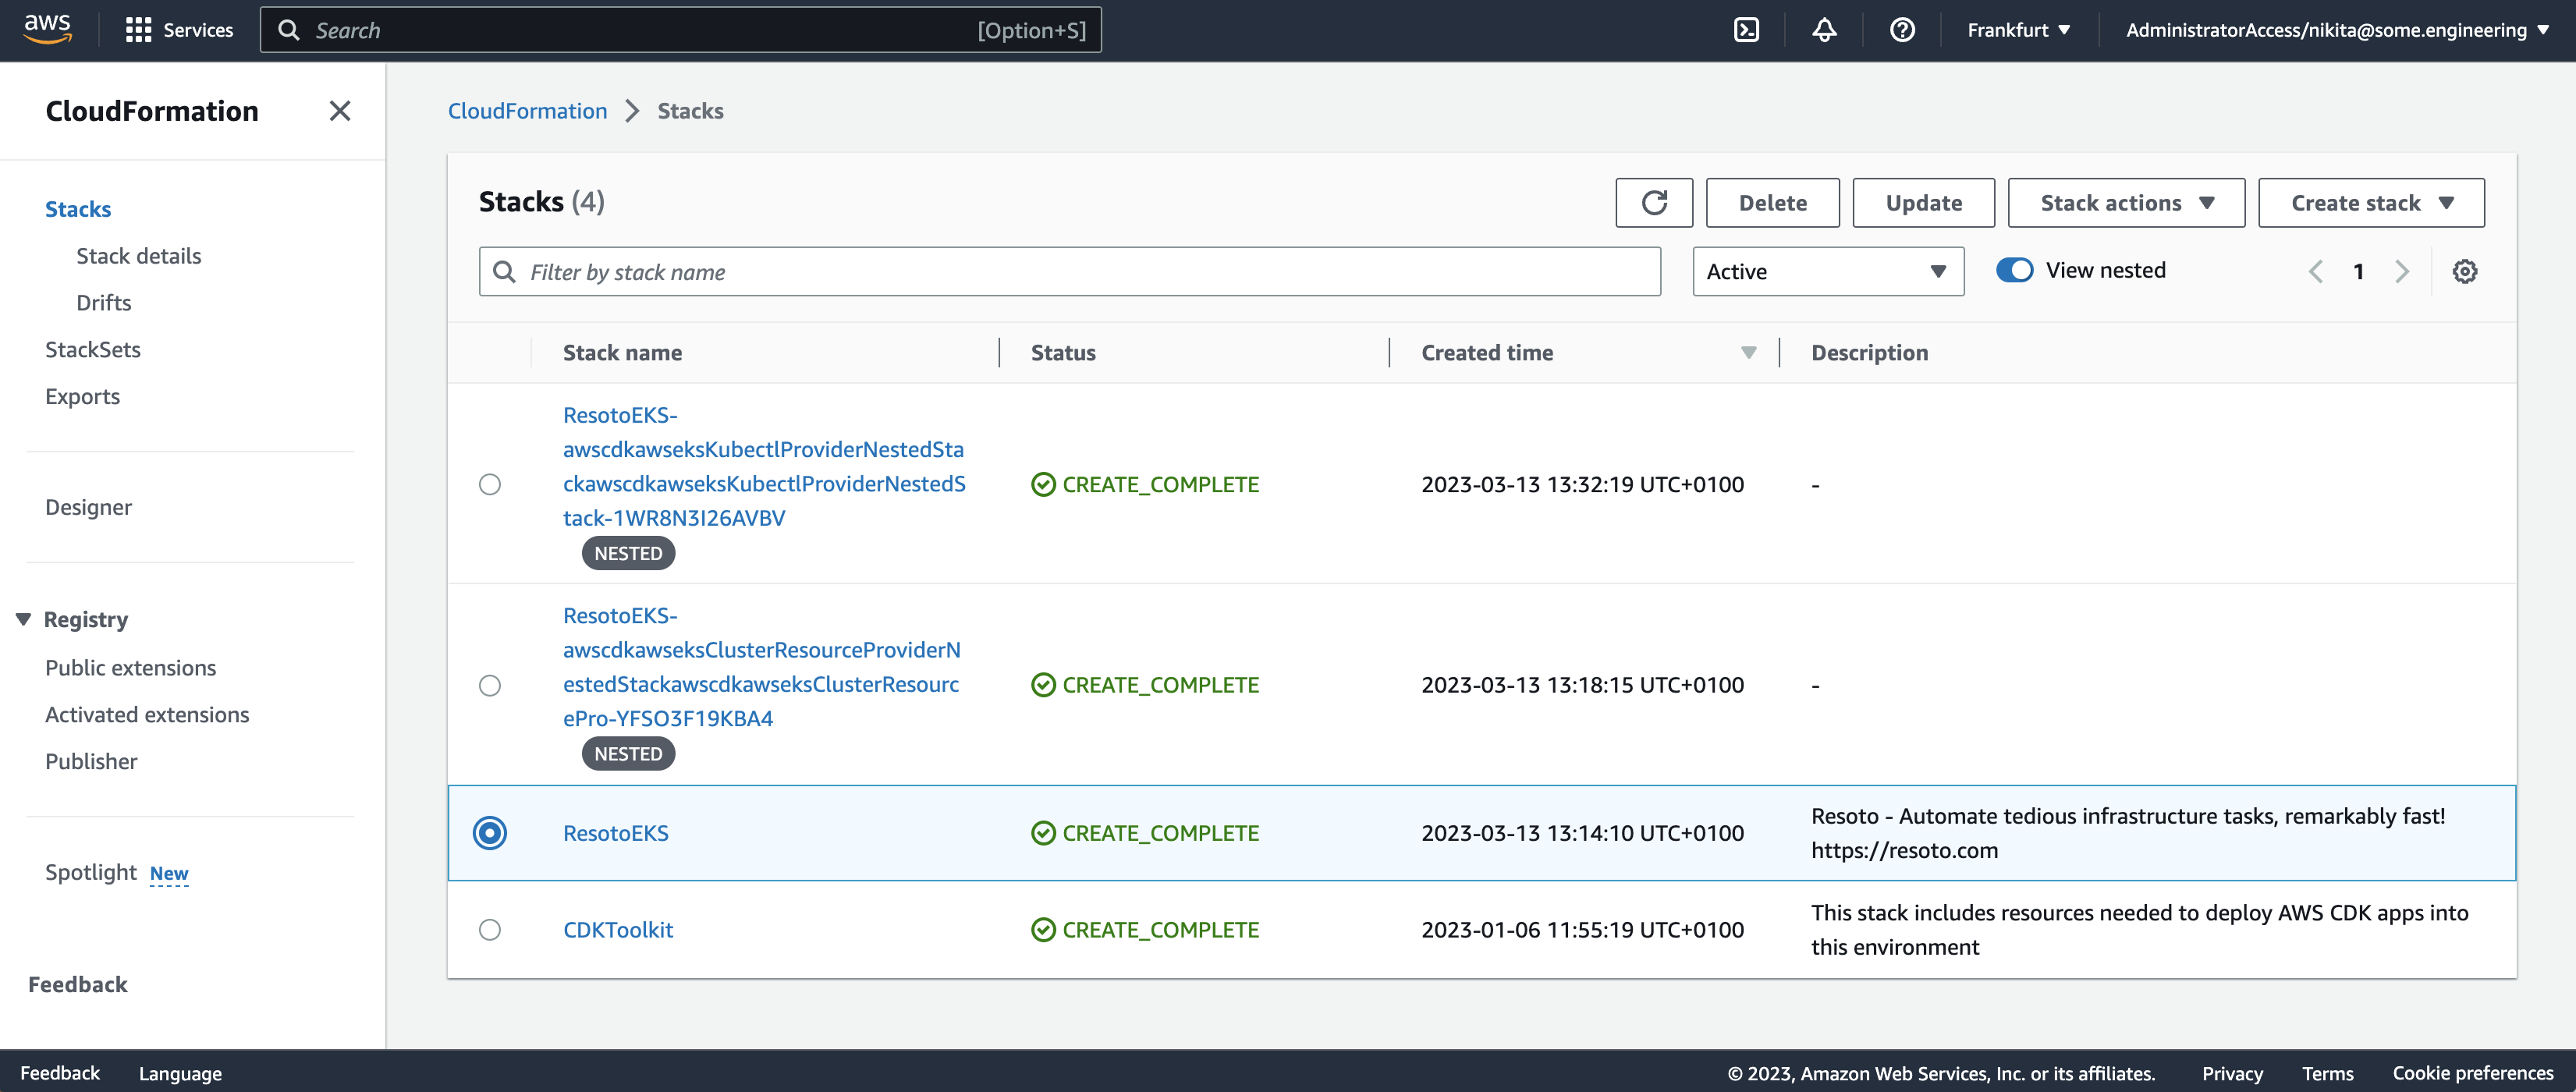 aws
Services
Search
[Option+S]
Frankfurt
AdministratorAccess/nikita@some.engineering
CloudFormation
Stacks
Stack details
Drifts
StackSets
Exports
Designer
Registry
Public extensions
Activated extensions
Publisher
Spotlight New
Feedback
CloudFormation
Stacks
Stacks (4)
Delete
Update
Stack actions
Create stack
Filter by stack name
Active
View nested
1
Stack name
Status
Created time
Description
ResotoEKS-
awscdkawseksKubectlProviderNestedSta
ckawscdkawseksKubectlProviderNestedS
tack-1WR8N3I26AVBV
NESTED
CREATE_COMPLETE
2023-03-13 13:32:19 UTC+0100
-
ResotoEKS-
awscdkawseksClusterResourceProviderN
estedStackawscdkawseksClusterResourc
ePro-YFSO3F19KBA4
NESTED
CREATE_COMPLETE
2023-03-13 13:18:15 UTC+0100
-
ResotoEKS
CREATE_COMPLETE
2023-03-13 13:14:10 UTC+0100
Resoto - Automate tedious infrastructure tasks, remarkably fast!
https://resoto.com
CDKToolkit
CREATE_COMPLETE
2023-01-06 11:55:19 UTC+0100
This stack includes resources needed to deploy AWS CDK apps into
this environment
Feedback
Language
© 2023, Amazon Web Services, Inc. or its affiliates.
Privacy
Terms
Cookie preferences